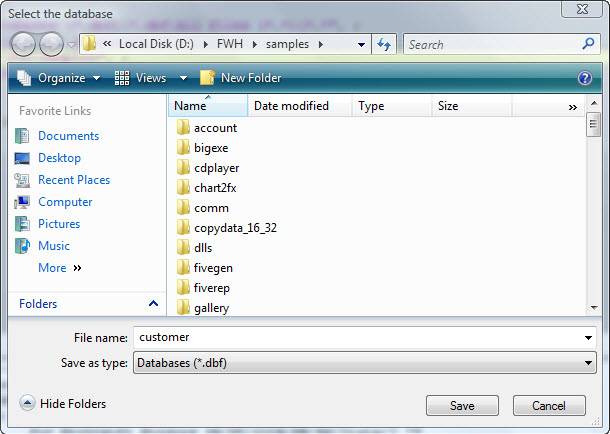 Select the database
« Local Disk (D:) FWH samples
Search
Organize Views New Folder
Favorite Links
Documents
Desktop
Recent Places
Computer
Pictures
Music
More »
Folders
Name Date modified Type Size »
account
bigexe
cdplayer
chart2fx
comm
copydata_16_32
dlls
fivegen
fiverep
gallery
File name: customer
Save as type: Databases (*.dbf)
Hide Folders
Save Cancel